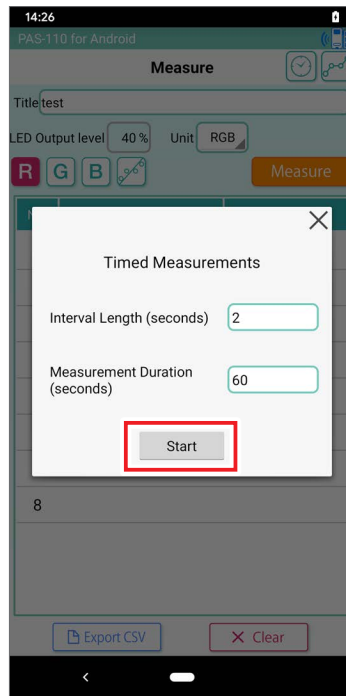 14:26
PAS-110 for Android
Measure
Title test
LED Output level 40 % Unit RGB
R G B Measure
N
Timed Measurements
Interval Length (seconds) 2
Measurement Duration
(seconds) 60
Start
8
Export CSV Clear